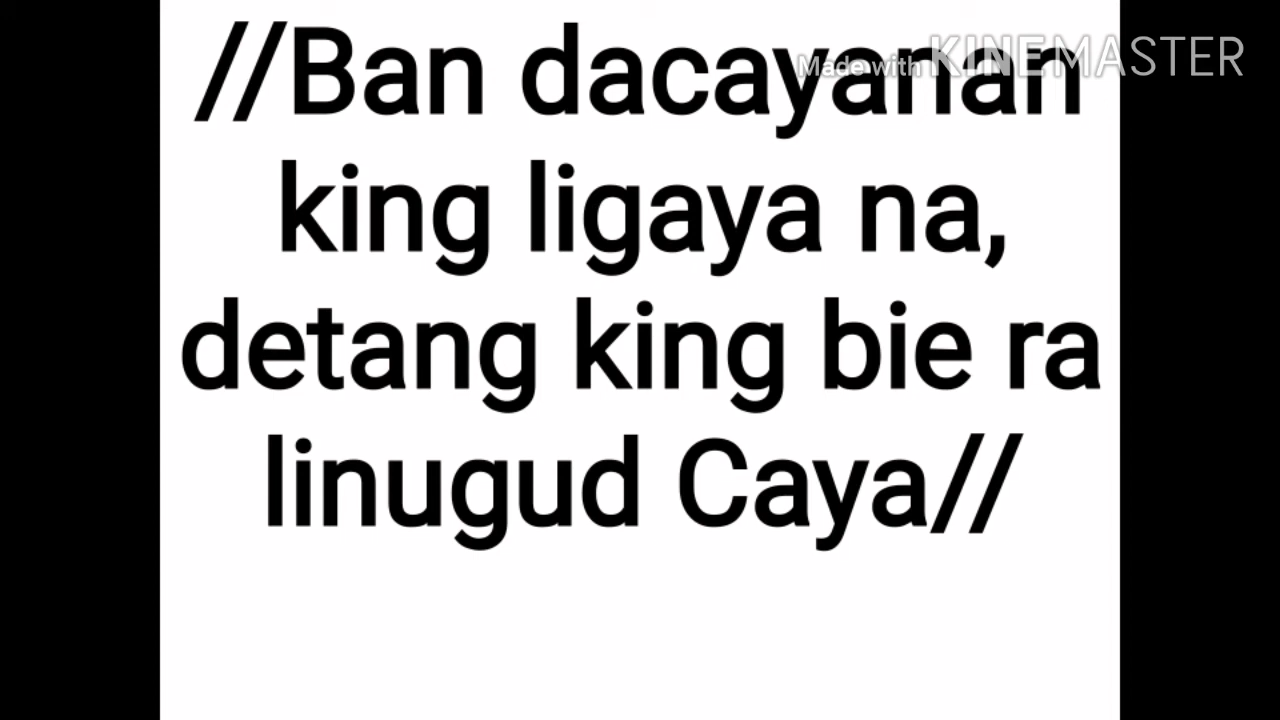 //Ban dacayanan
Made with KINEMASTER
king ligaya na,
detang king bie ra
linugud Caya//